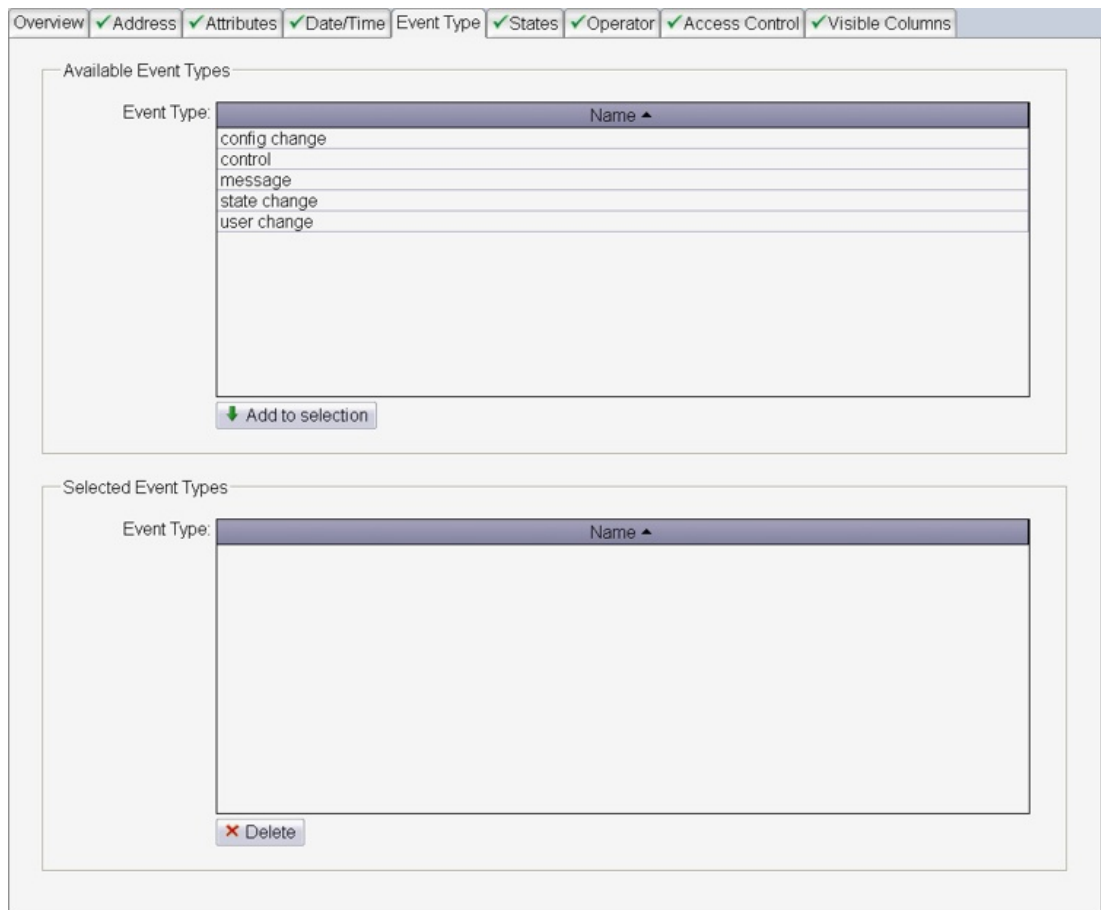 Overview Address Attributes Date/Time Event Type States Operator Access Control Visible Columns
Available Event Types
Event Type: Name
config change
control
message
state change
user change
Add to selection
Selected Event Types
Event Type: Name
Delete